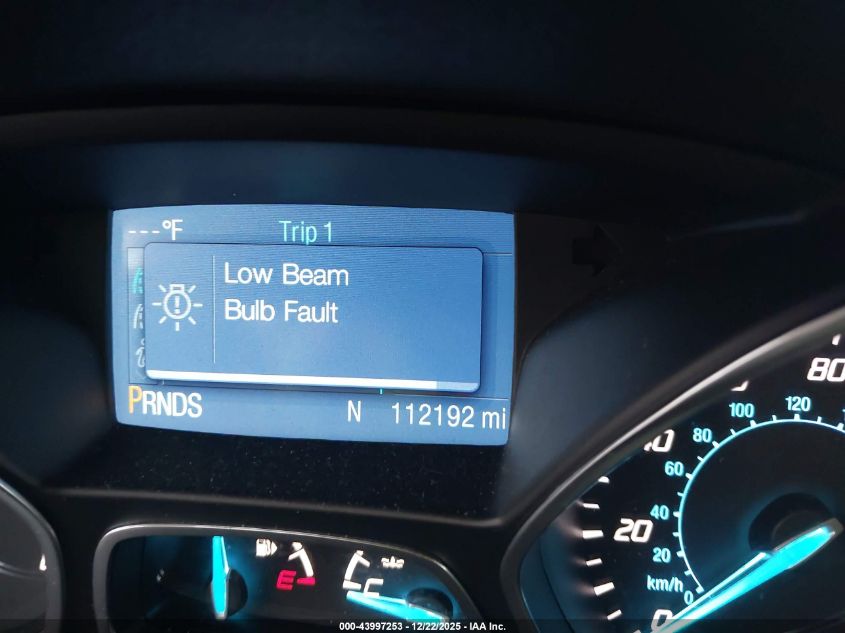 ---°F Trip 1
Low Beam
Bulb Fault
PRNDS N 112192 mi
80
120
100
80
60
40
40
20
20
km/h
0
0
E
C
000-43997253 - 12/22/2025 - IAA Inc.